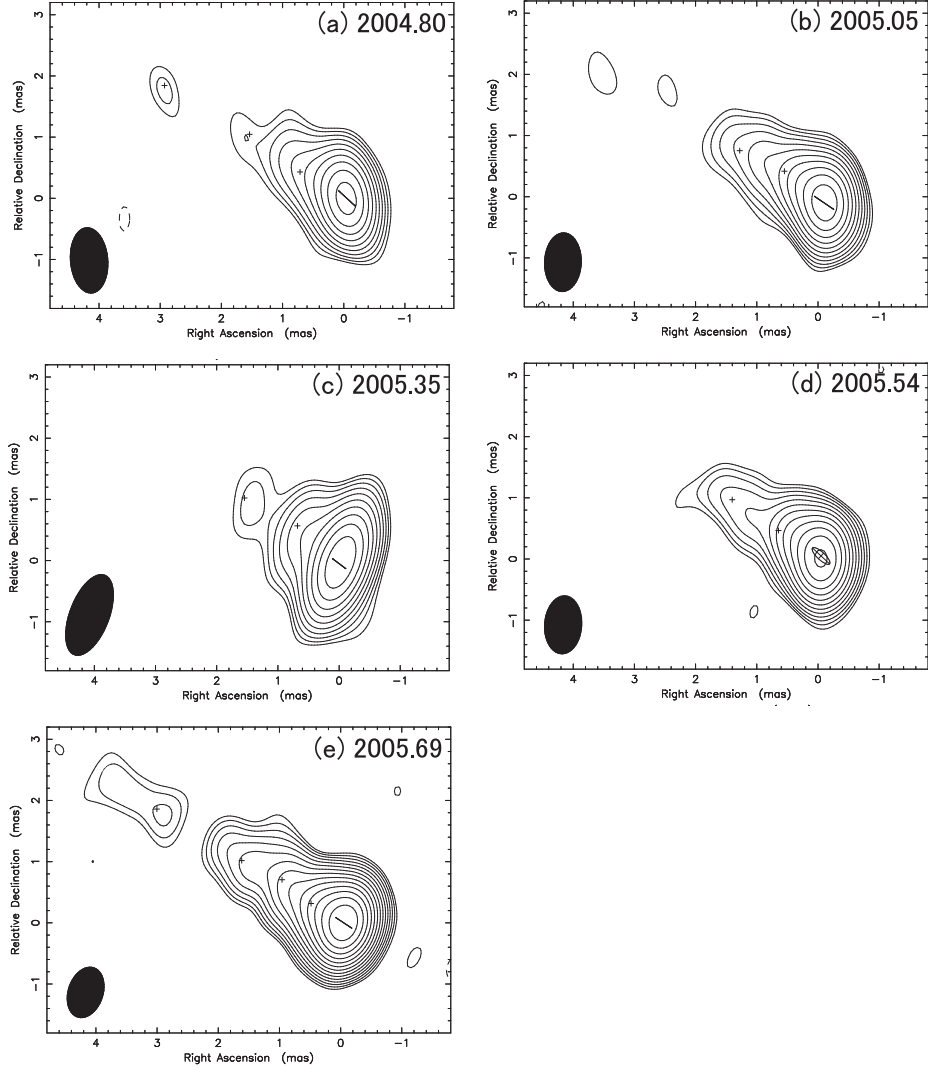 (a) 2004.80
3
2
1
0
-1
Relative Declination (mas)
4 3 2 1 0 -1
Right Ascension (mas)
(b) 2005.05
3
2
1
0
-1
Relative Declination (mas)
4 3 2 1 0 -1
Right Ascension (mas)
(c) 2005.35
3
2
1
0
-1
Relative Declination (mas)
4 3 2 1 0 -1
Right Ascension (mas)
(d) 2005.54
3
2
1
0
-1
Relative Declination (mas)
4 3 2 1 0 -1
Right Ascension (mas)
(e) 2005.69
3
2
1
0
-1
Relative Declination (mas)
4 3 2 1 0 -1
Right Ascension (mas)